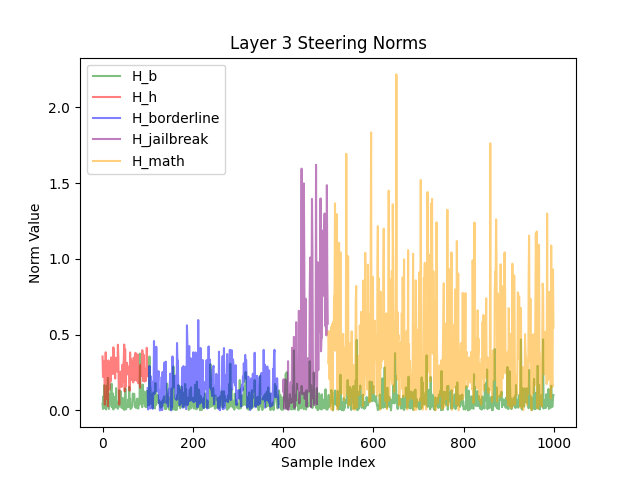 Layer 3 Steering Norms
H_b
H_h
H_borderline
H_jailbreak
H_math
Norm Value
2.0
1.5
1.0
0.5
0.0
0 200 400 600 800 1000
Sample Index